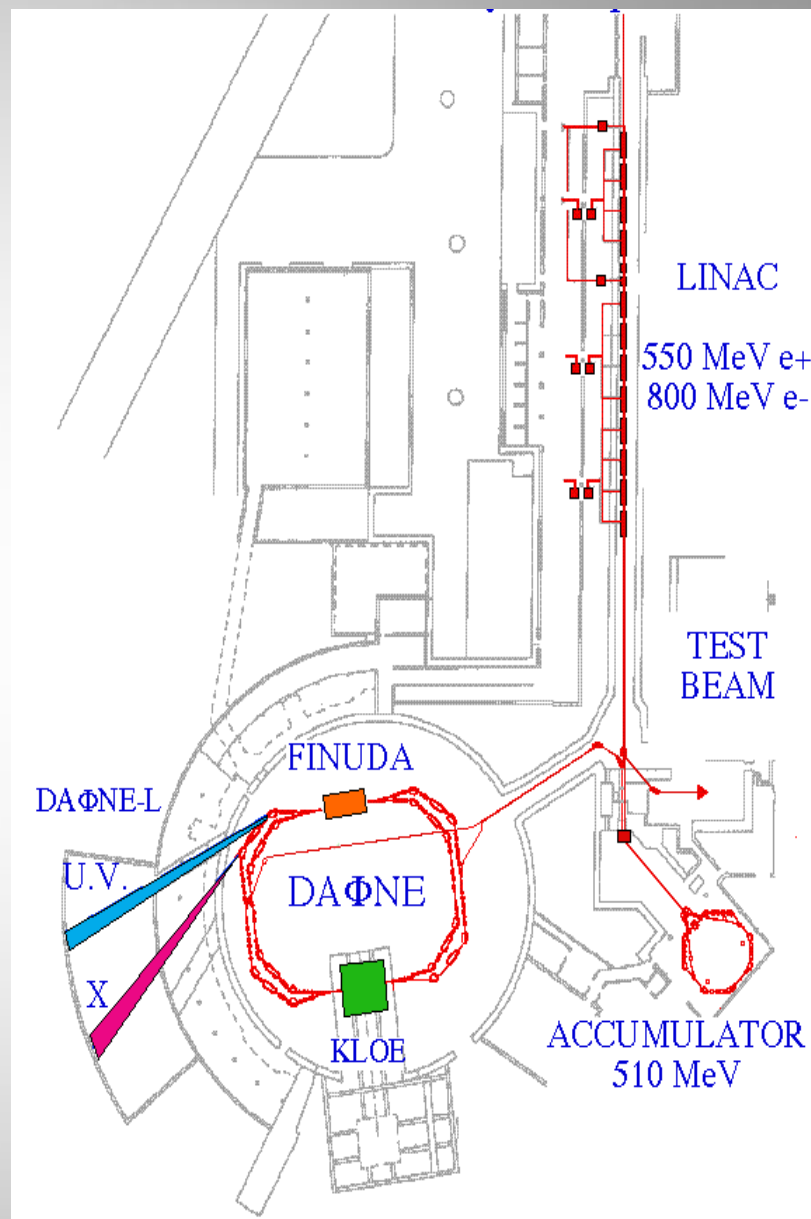 LINAC
550 MeV e+
800 MeV e-
TEST
BEAM
FINUDA
DAΦNE-L
U.V.
DAΦNE
X
KLOE
ACCUMULATOR
510 MeV